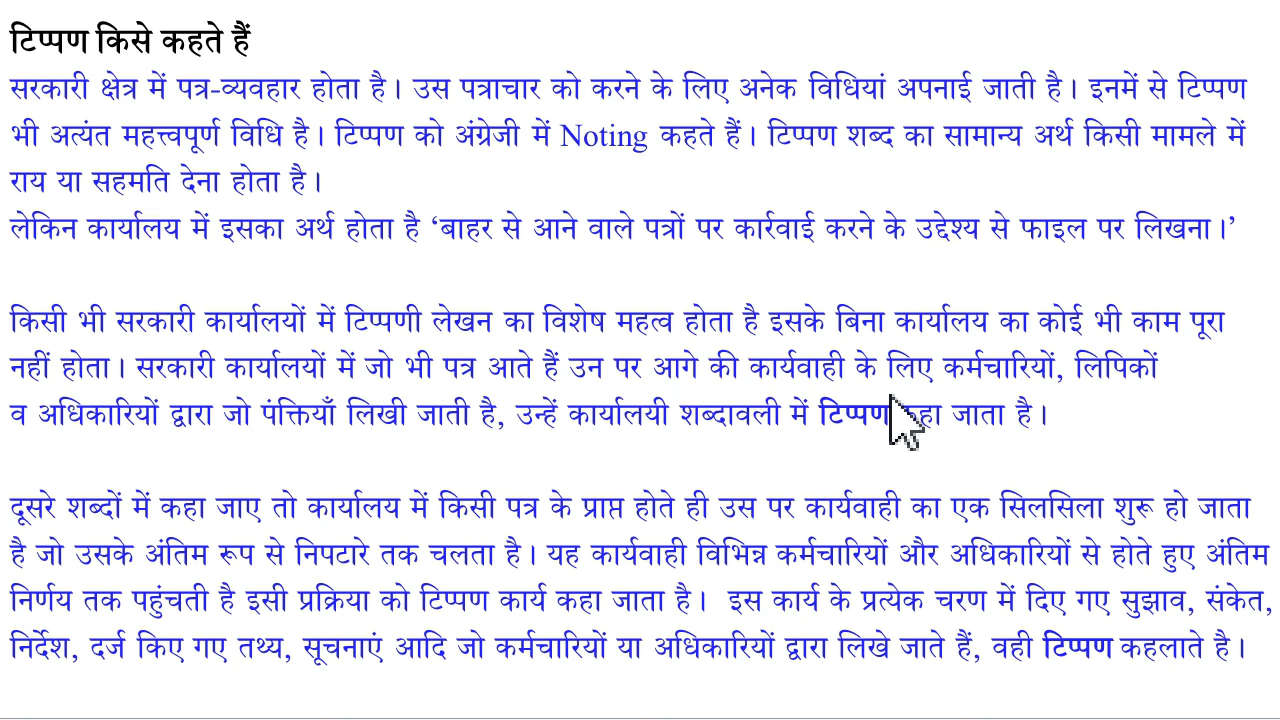 टिप्पण किसे कहते हैं
सरकारी क्षेत्र में पत्र-व्यवहार होता है। उस पत्राचार को करने के लिए अनेक विधियां अपनाई जाती है। इनमें से टिप्पण
भी अत्यंत महत्त्वपूर्ण विधि है। टिप्पण को अंग्रेजी में Noting कहते हैं। टिप्पण शब्द का सामान्य अर्थ किसी मामले में
राय या सहमति देना होता है।
लेकिन कार्यालय में इसका अर्थ होता है ‘बाहर से आने वाले पत्रों पर कार्रवाई करने के उद्देश्य से फाइल पर लिखना।’
किसी भी सरकारी कार्यालयों में टिप्पणी लेखन का विशेष महत्व होता है इसके बिना कार्यालय का कोई भी काम पूरा
नहीं होता। सरकारी कार्यालयों में जो भी पत्र आते हैं उन पर आगे की कार्यवाही के लिए कर्मचारियों, लिपिकों
व अधिकारियों द्वारा जो पंक्तियाँ लिखी जाती है, उन्हें कार्यालयी शब्दावली में टिप्पण जाता है।
दूसरे शब्दों में कहा जाए तो कार्यालय में किसी पत्र के प्राप्त होते ही उस पर कार्यवाही का एक सिलसिला शुरू हो जाता
है जो उसके अंतिम रूप से निपटारे तक चलता है। यह कार्यवाही विभिन्न कर्मचारियों और अधिकारियों से होते हुए अंतिम
निर्णय तक पहुंचती है इसी प्रक्रिया को टिप्पण कार्य कहा जाता है। इस कार्य के प्रत्येक चरण में दिए गए सुझाव, संकेत,
निर्देश, दर्ज किए गए तथ्य, सूचनाएं आदि जो कर्मचारियों या अधिकारियों द्वारा लिखे जाते हैं, वही टिप्पण कहलाते है।